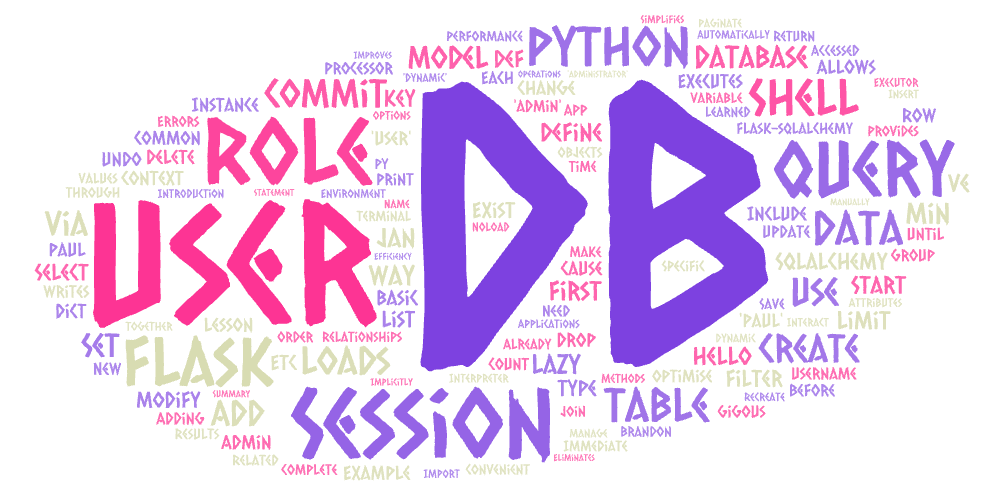 SIMPLIFIES
PAGINATE
PERFORMANCE
PYTHON
AUTOMATICALLY
RETURN
IMPROVES
MODEL
DEF
DATABASE
ACCESSED
PROCESSOR
'DYNAMIC'
EACH
OPERATIONS
'ADMINISTRATOR'
ALLOWS
COMMIT
KEY
DB
CHANGE
EXECUTES
SHELL
EXECUTOR
INSTANCE
OPTIONS
'ADMIN'
APP
VARIABLE
INSERT
ERRORS
ROLE
'USER'
DEFINE
LEARNED
ROW
COMMON
FLASK-SOLALCHEMY
PROVIDES
UNDO
DELETE
PY
OBJECTS
QUERY
VALUES
CONTEXT
PRINT
TIME
VE
THROUGH
INTRODUCTION
STATEMENT
ENVIRONMENT
USER
NAME
EXIST
MANUALLY
VIA
TERMINAL
NOLOAD
INCLUDE
DATA
MIN
PAUL
JAN
UPDATE
UNTIL
EFFICIENCY
MAKE
GROUP
SELECT
WAY
CAUSE
SPECIFIC
SOLALCHEMY
WRITES
BASIC
FIRST
USE
START
DICT
LIST
NEED
SAVE
ATTRIBUTES
TOGETHER
LESSON
APPLICATIONS
'PAUL'
INTERACT
LIMIT
SET
ORDER
RELATIONSHIPS
ALREADY
DROP
DYNAMIC
NEW
FLASK
ETC
LOADS
COUNT
LAZY
HELLO
CREATE
MODIFY
SUMMARY
IMPLICITLY
INTERPRETER
TYPE
METHODS
OPTIMISE
FILTER
USERNAME
ADDING
ADD
SESSION
JOIN
TABLE
RECREATE
BEFORE
RESULTS
GIGOUS
ADMIN
MANAGE
BRANDON
RELATED
IMMEDIATE
COMPLETE
EXAMPLE
IMPORT
CONVENIENT
ELIMINATES